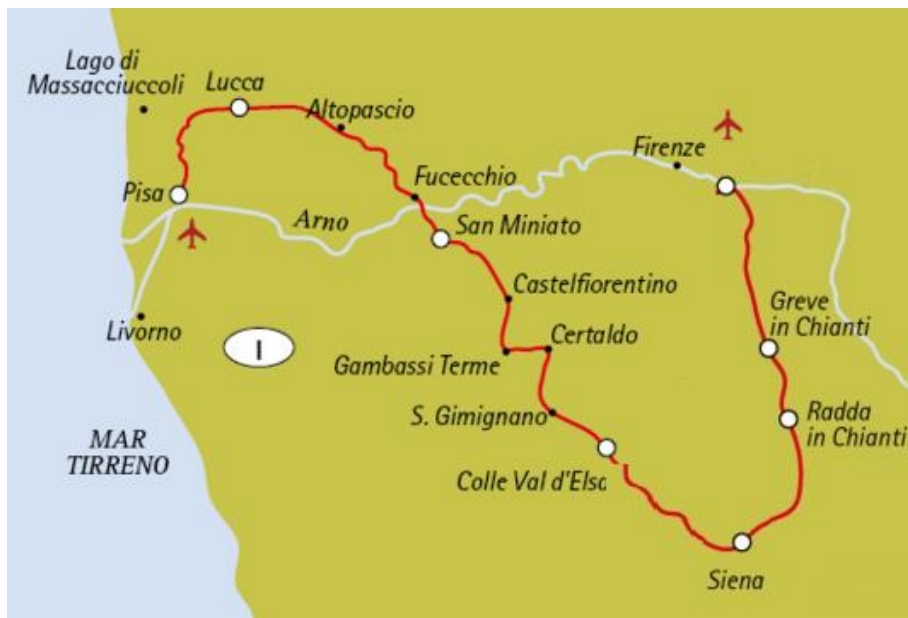 Lago di
Massacciuccoli
Lucca
Altopascio
Firenze
Pisa
Fucecchio
Arno
San Miniato
Castelfiorentino
Greve
in Chianti
Livorno
I
Certaldo
Gambassi Terme
S. Gimignano
Radda
in Chianti
MAR
TIRRENO
Colle Val d'Elsa
Siena